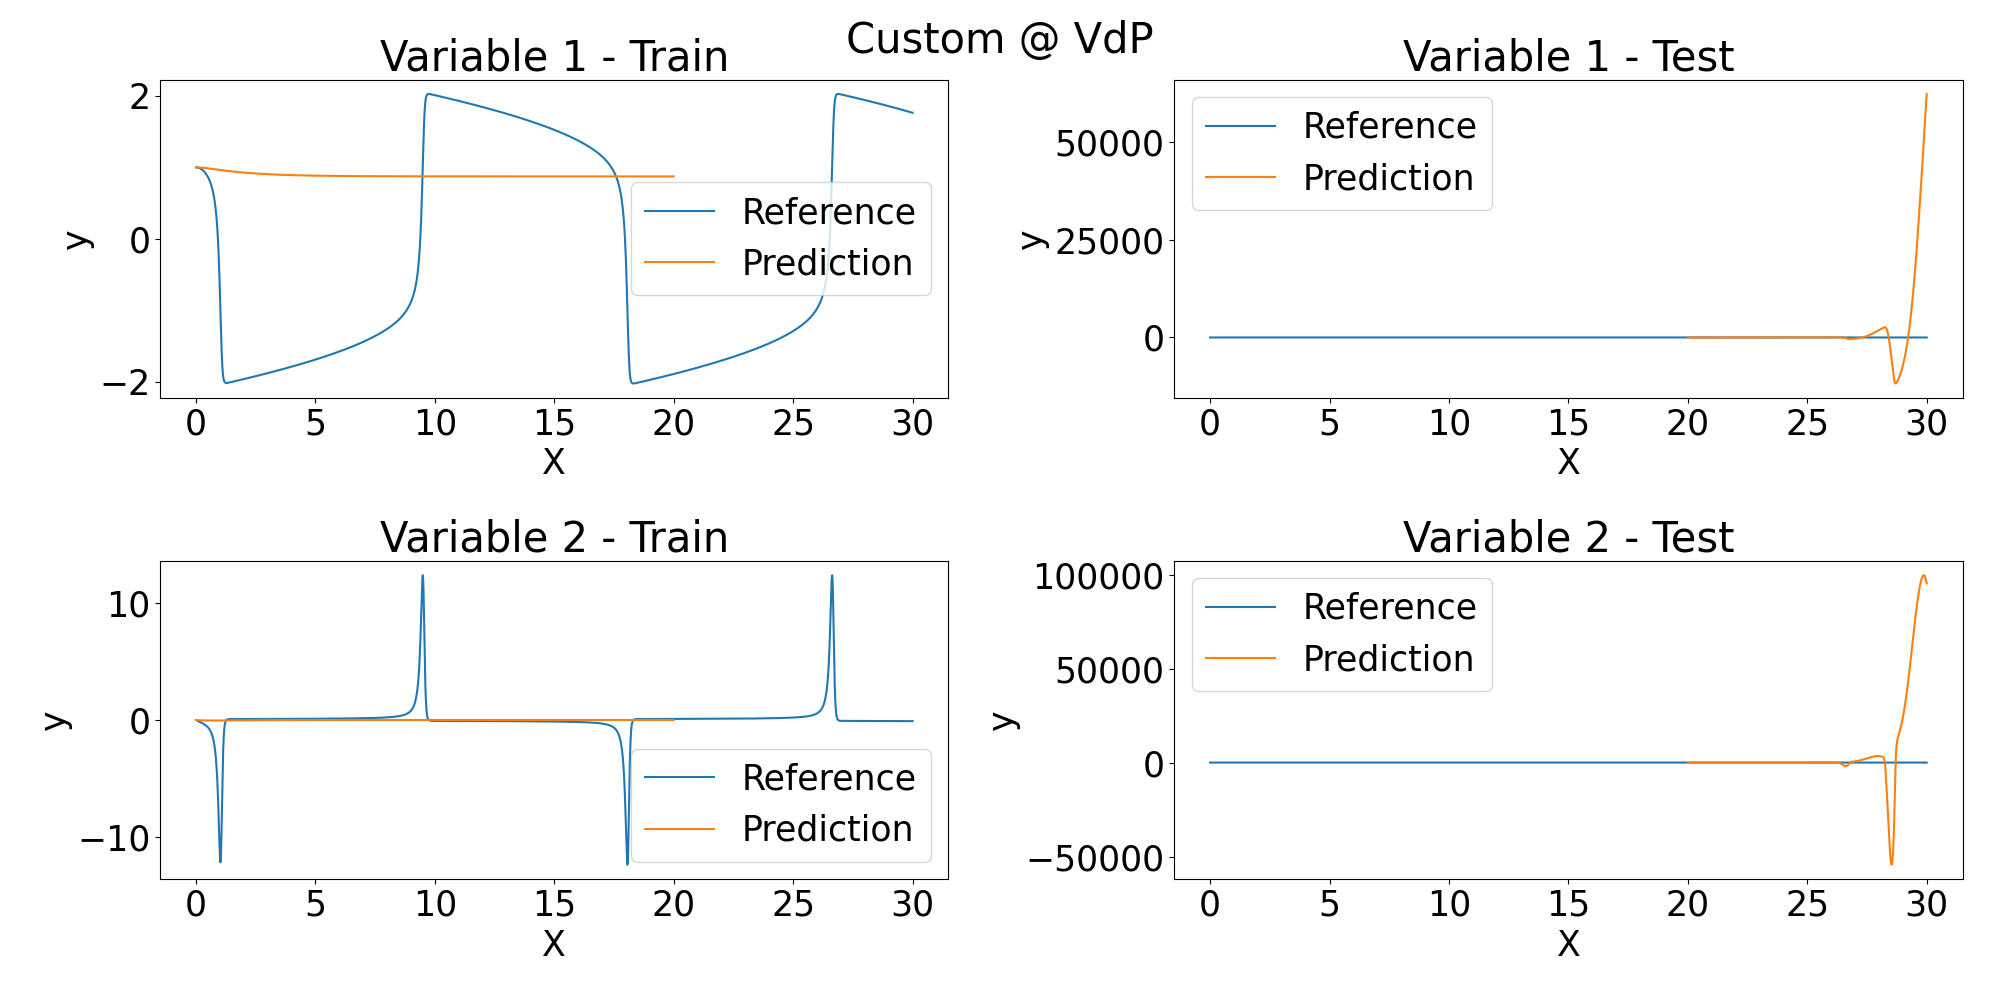 Custom @ VdP
Variable 1 - Train
2
0
−2
y
0 5 10 15 20 25 30
X
Reference
Prediction
Variable 1 - Test
50000
25000
0
y
0 5 10 15 20 25 30
X
Reference
Prediction
Variable 2 - Train
10
0
−10
y
0 5 10 15 20 25 30
X
Reference
Prediction
Variable 2 - Test
100000
50000
0
−50000
y
0 5 10 15 20 25 30
X
Reference
Prediction